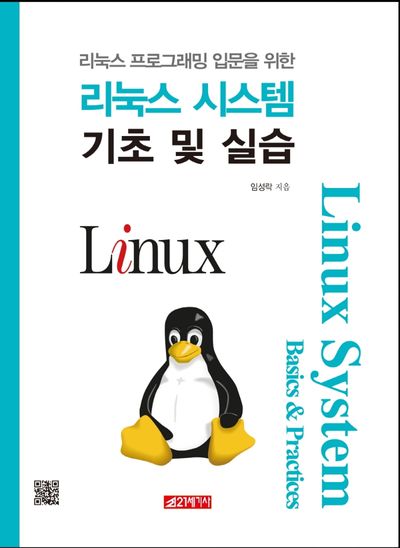 리눅스 프로그래밍 입문을 위한
리눅스 시스템
기초 및 실습
임성락 지음
Linux
Linux System
Basics & Practices
21세기사